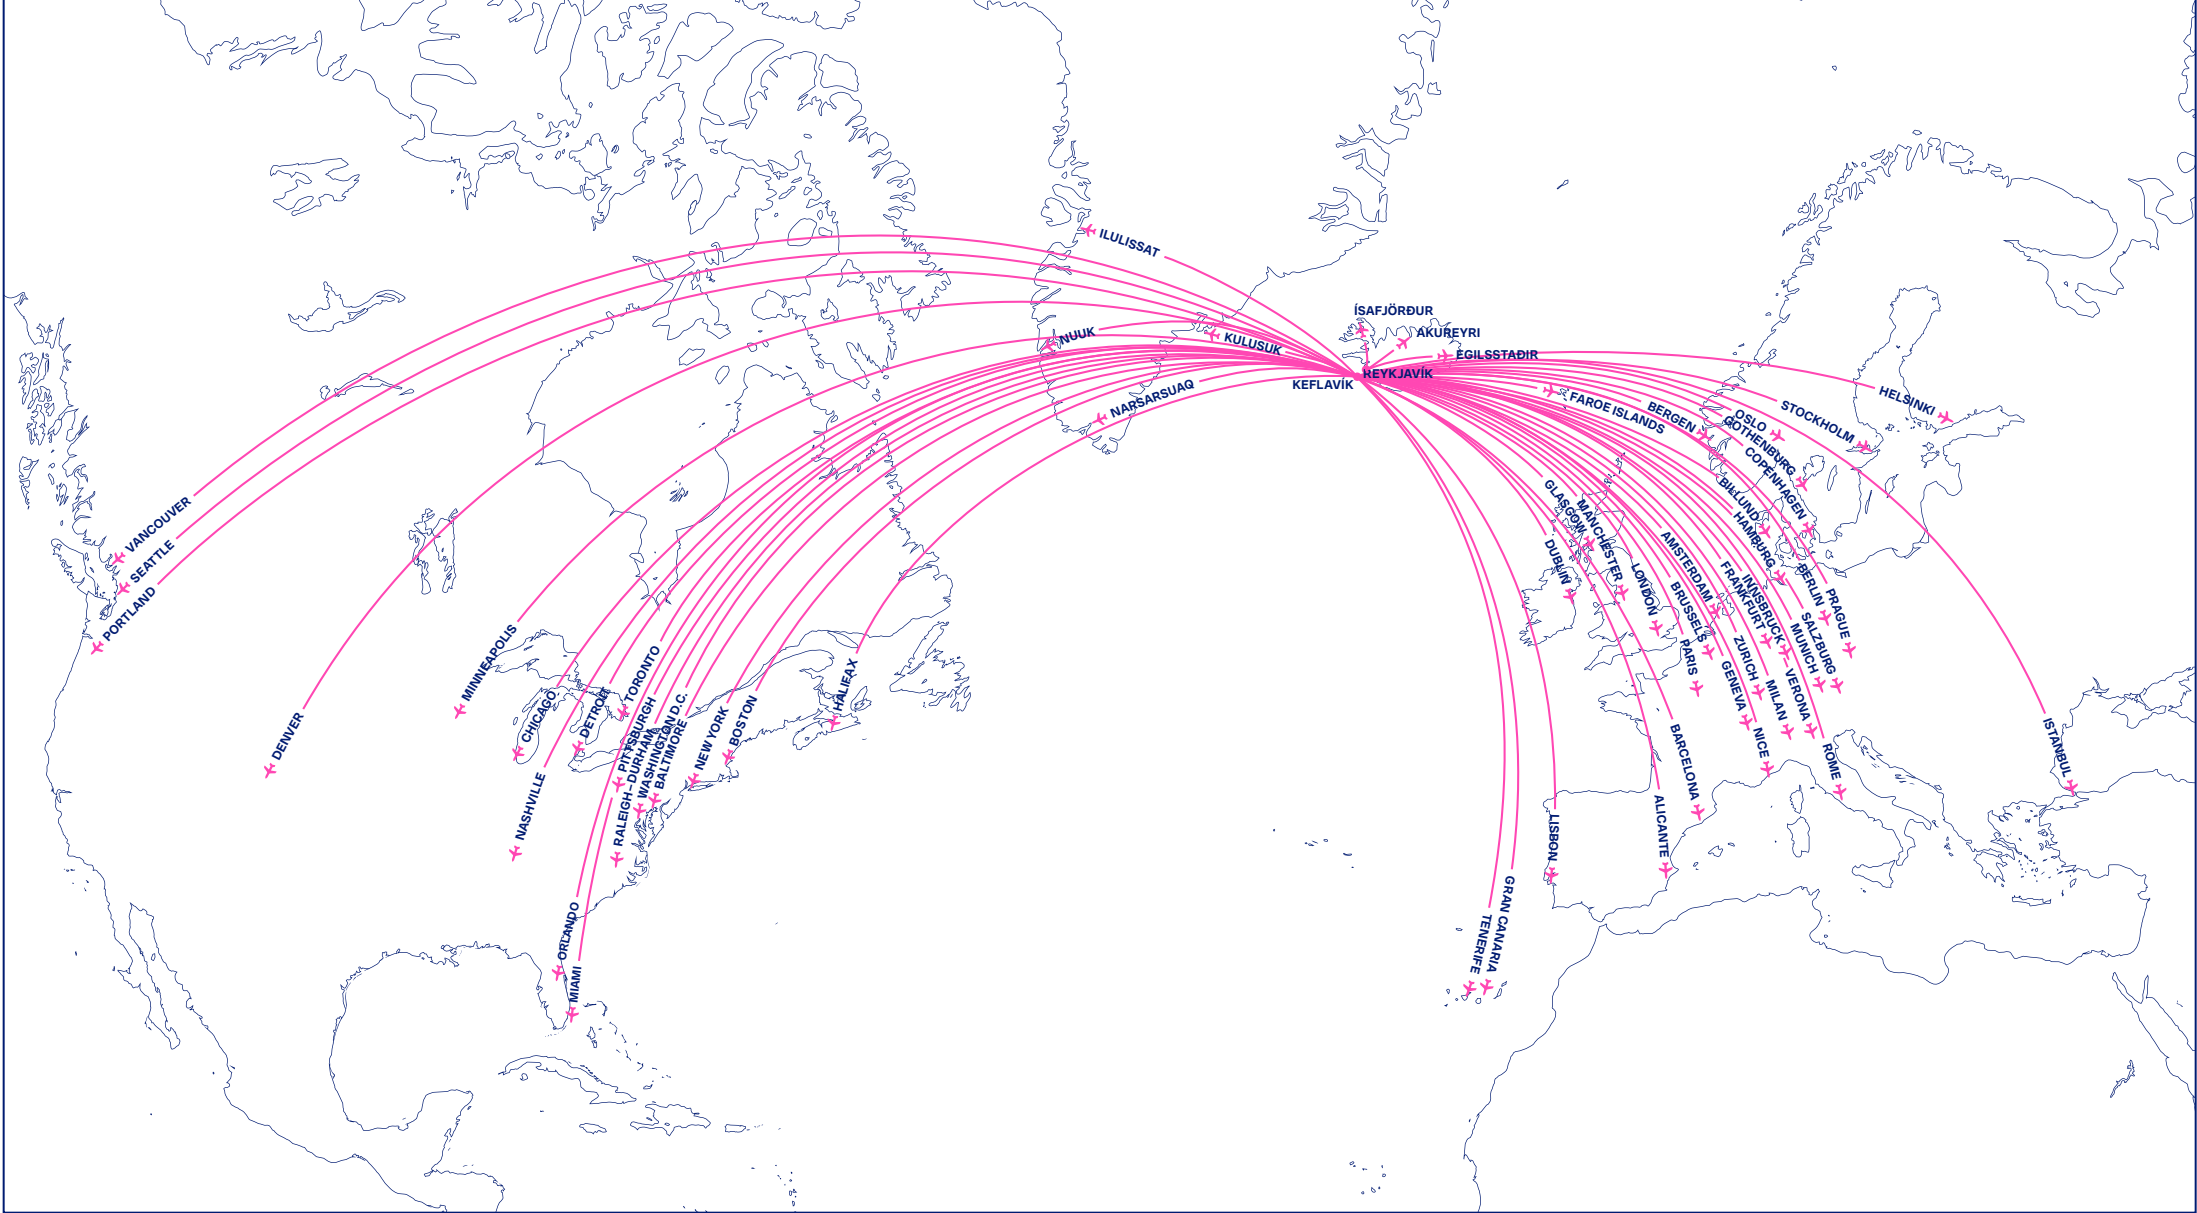 ILULISSAT
ÍSAFJÖRÐUR
AKUREYRI
NUUK
KULUSUK
EGILSSTAÐIR
REYKJAVÍK
KEFLAVÍK
NARSARSUAQ
FAROE ISLANDS
BERGEN
OSLO
GOTHENBURG
STOCKHOLM
HELSINKI
COPENHAGEN
BILLUND
HAMBURG
GLASGOW
MANCHESTER
DUBLIN
LONDON
AMSTERDAM
BRUSSELS
FRANKFURT
INNSBRUCK
BERLIN
PRAGUE
PARIS
ZURICH
MUNICH
SALZBURG
GENEVA
MILAN
VERONA
NICE
ROME
BARCELONA
ALICANTE
LISBON
ISTANBUL
GRAN CANARIA
TENERIFE
VANCOUVER
SEATTLE
PORTLAND
DENVER
MINNEAPOLIS
CHICAGO
DETROIT
TORONTO
PITTSBURGH
RALEIGH-DURHAM
WASHINGTON D.C.
BALTIMORE
NEW YORK
BOSTON
HALIFAX
NASHVILLE
ORLANDO
MIAMI